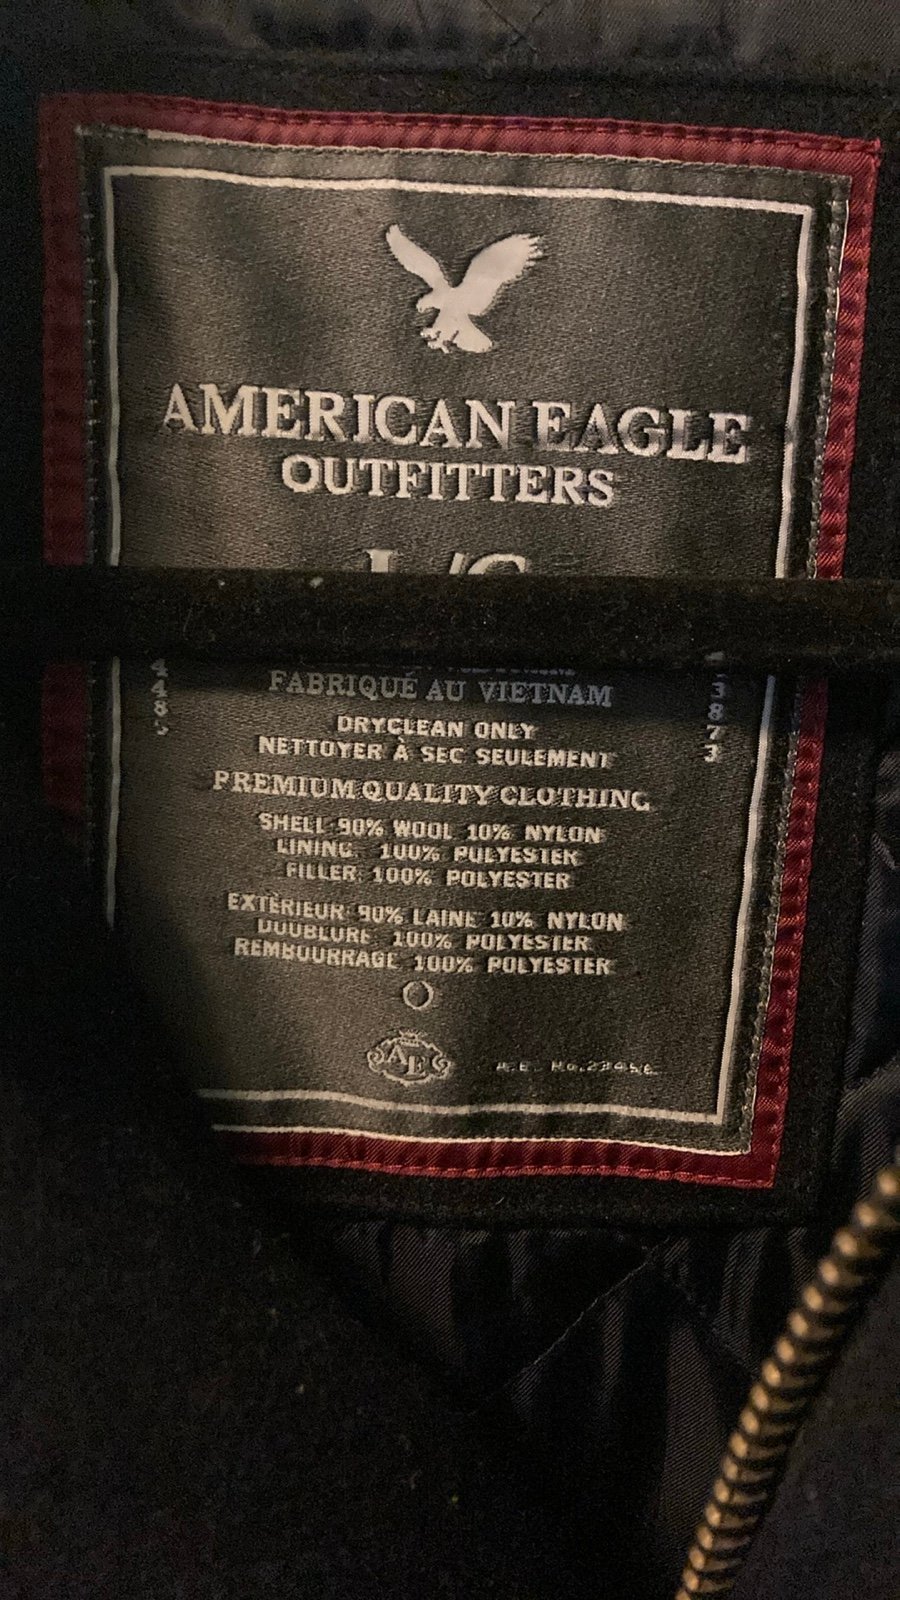 AMERICAN EAGLE
OUTFITTERS
FABRIQUÉ AU VIETNAM
DRYCLEAN ONLY
NETTOYER À SEC SEULEMENT
PREMIUM QUALITY CLOTHING
SHELL: 90% WOOL 10% NYLON
LINING: 100% POLYESTER
FILLER: 100% POLYESTER
EXTÉRIEUR: 90% LAINE 10% NYLON
DOUBLURE: 100% POLYESTER
REMBOURRAGE: 100% POLYESTER
AE